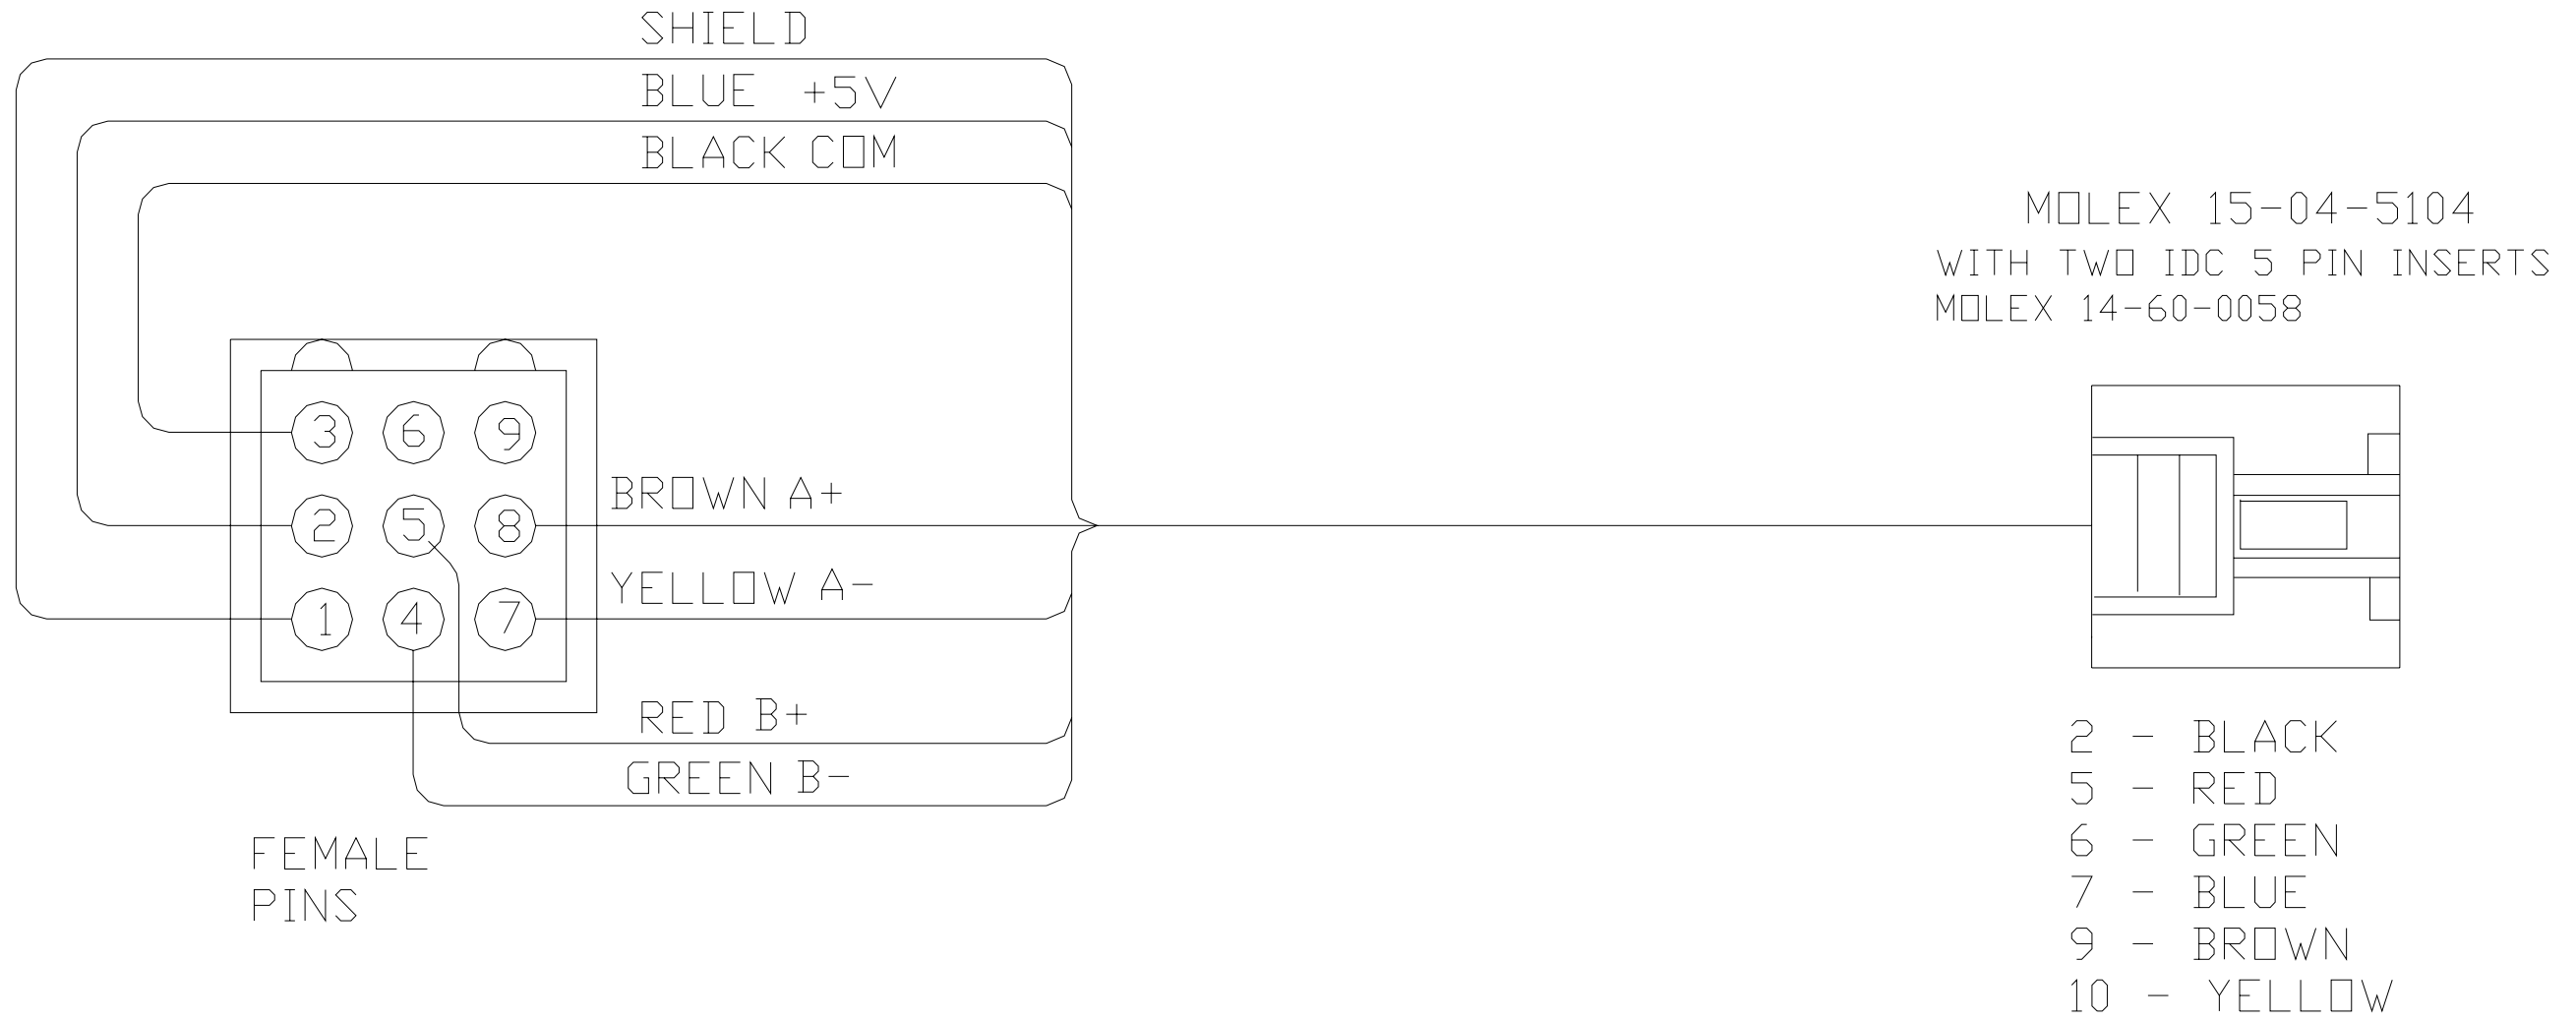 SHIELD
BLUE +5V
BLACK COM
MOLEX 15-04-5104
WITH TWO IDC 5 PIN INSERTS
MOLEX 14-60-0058
3 6 9
BROWN A+
2 5 8
YELLOW A-
1 4 7
RED B+
GREEN B-
FEMALE
PINS
2 - BLACK
5 - RED
6 - GREEN
7 - BLUE
9 - BROWN
10 - YELLOW